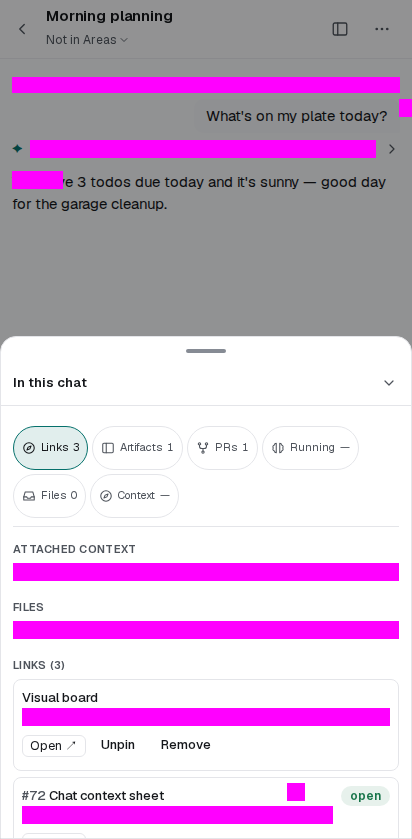 Morning planning
Not in Areas
What's on my plate today?
e 3 todos due today and it's sunny — good day
for the garage cleanup.
In this chat
Links 3
Artifacts 1
PRs 1
Running —
Files 0
Context —
ATTACHED CONTEXT
FILES
LINKS (3)
Visual board
Open ↗ Unpin Remove
#72 Chat context sheet open